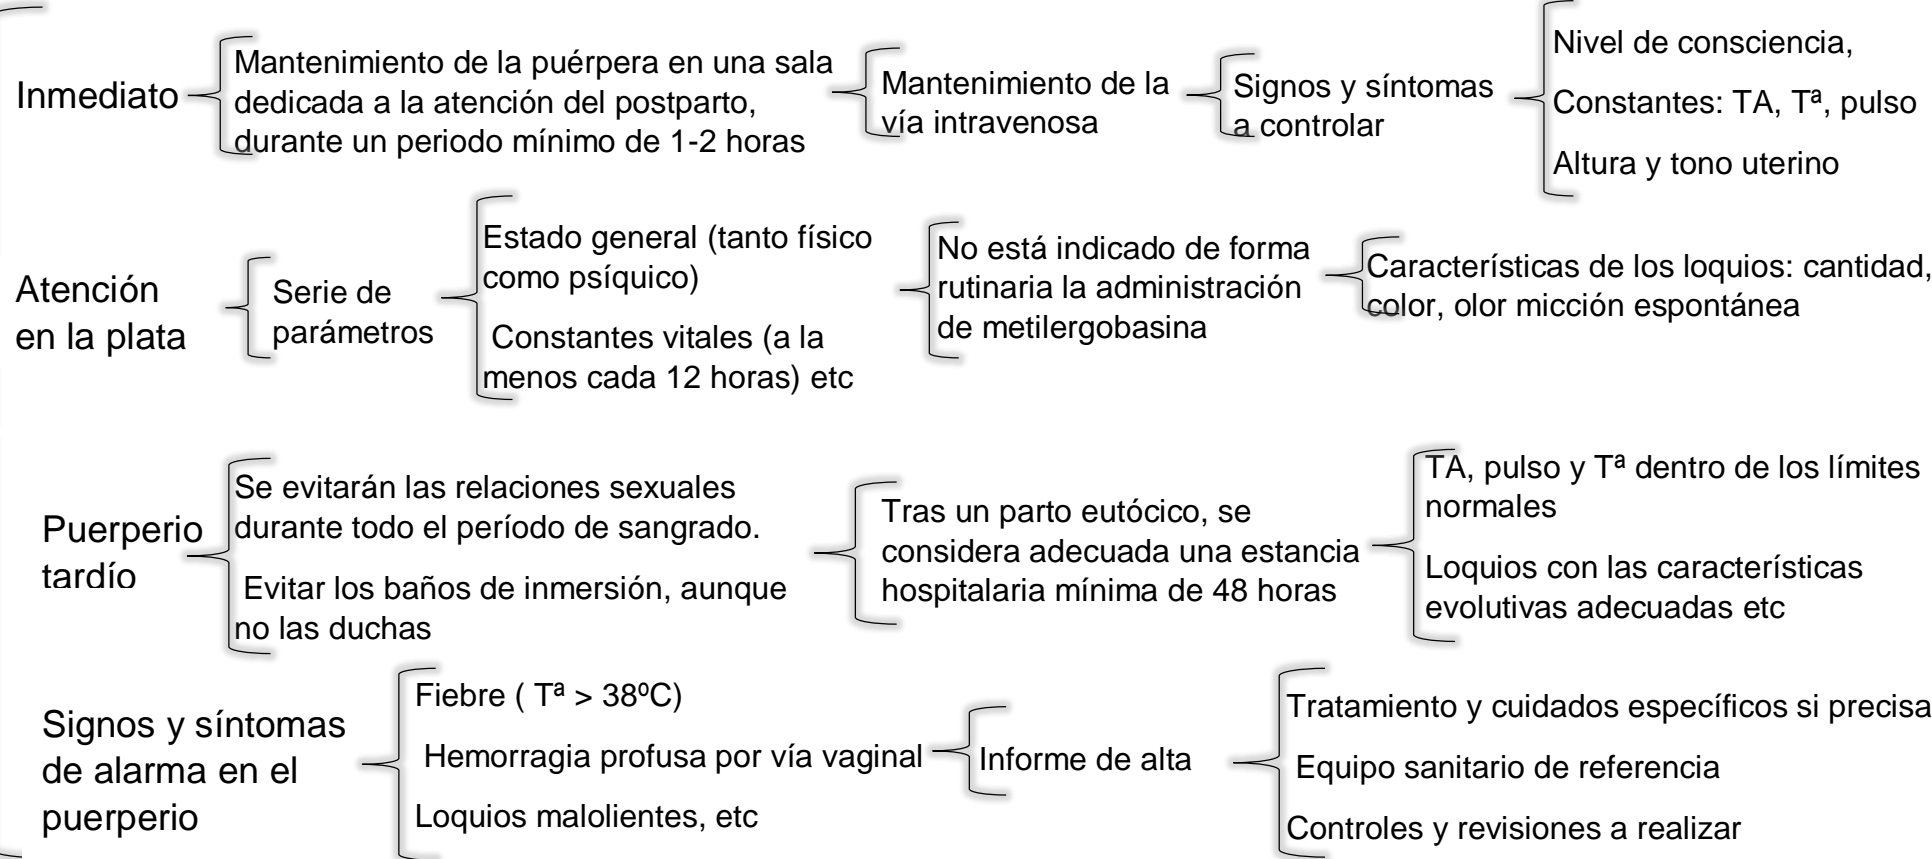 Inmediato
Mantenimiento de la puérpera en una sala
dedicada a la atención del postparto,
durante un periodo mínimo de 1-2 horas
Mantenimiento de la
vía intravenosa
Signos y síntomas
a controlar
Nivel de consciencia,
Constantes: TA, Tª, pulso
Altura y tono uterino
Atención
en la plata
Serie de
parámetros
Estado general (tanto físico
como psíquico)
Constantes vitales (a la
menos cada 12 horas) etc
No está indicado de forma
rutinaria la administración
de metilergobasina
Características de los loquios: cantidad,
color, olor micción espontánea
Puerperio
tardío
Se evitarán las relaciones sexuales
durante todo el período de sangrado.
Evitar los baños de inmersión, aunque
no las duchas
Tras un parto eutócico, se
considera adecuada una estancia
hospitalaria mínima de 48 horas
TA, pulso y Tª dentro de los límites
normales
Loquios con las características
evolutivas adecuadas etc
Signos y síntomas
de alarma en el
puerperio
Fiebre ( Tª > 38ºC)
Hemorragia profusa por vía vaginal
Loquios malolientes, etc
Informe de alta
Tratamiento y cuidados específicos si precisa
Equipo sanitario de referencia
Controles y revisiones a realizar